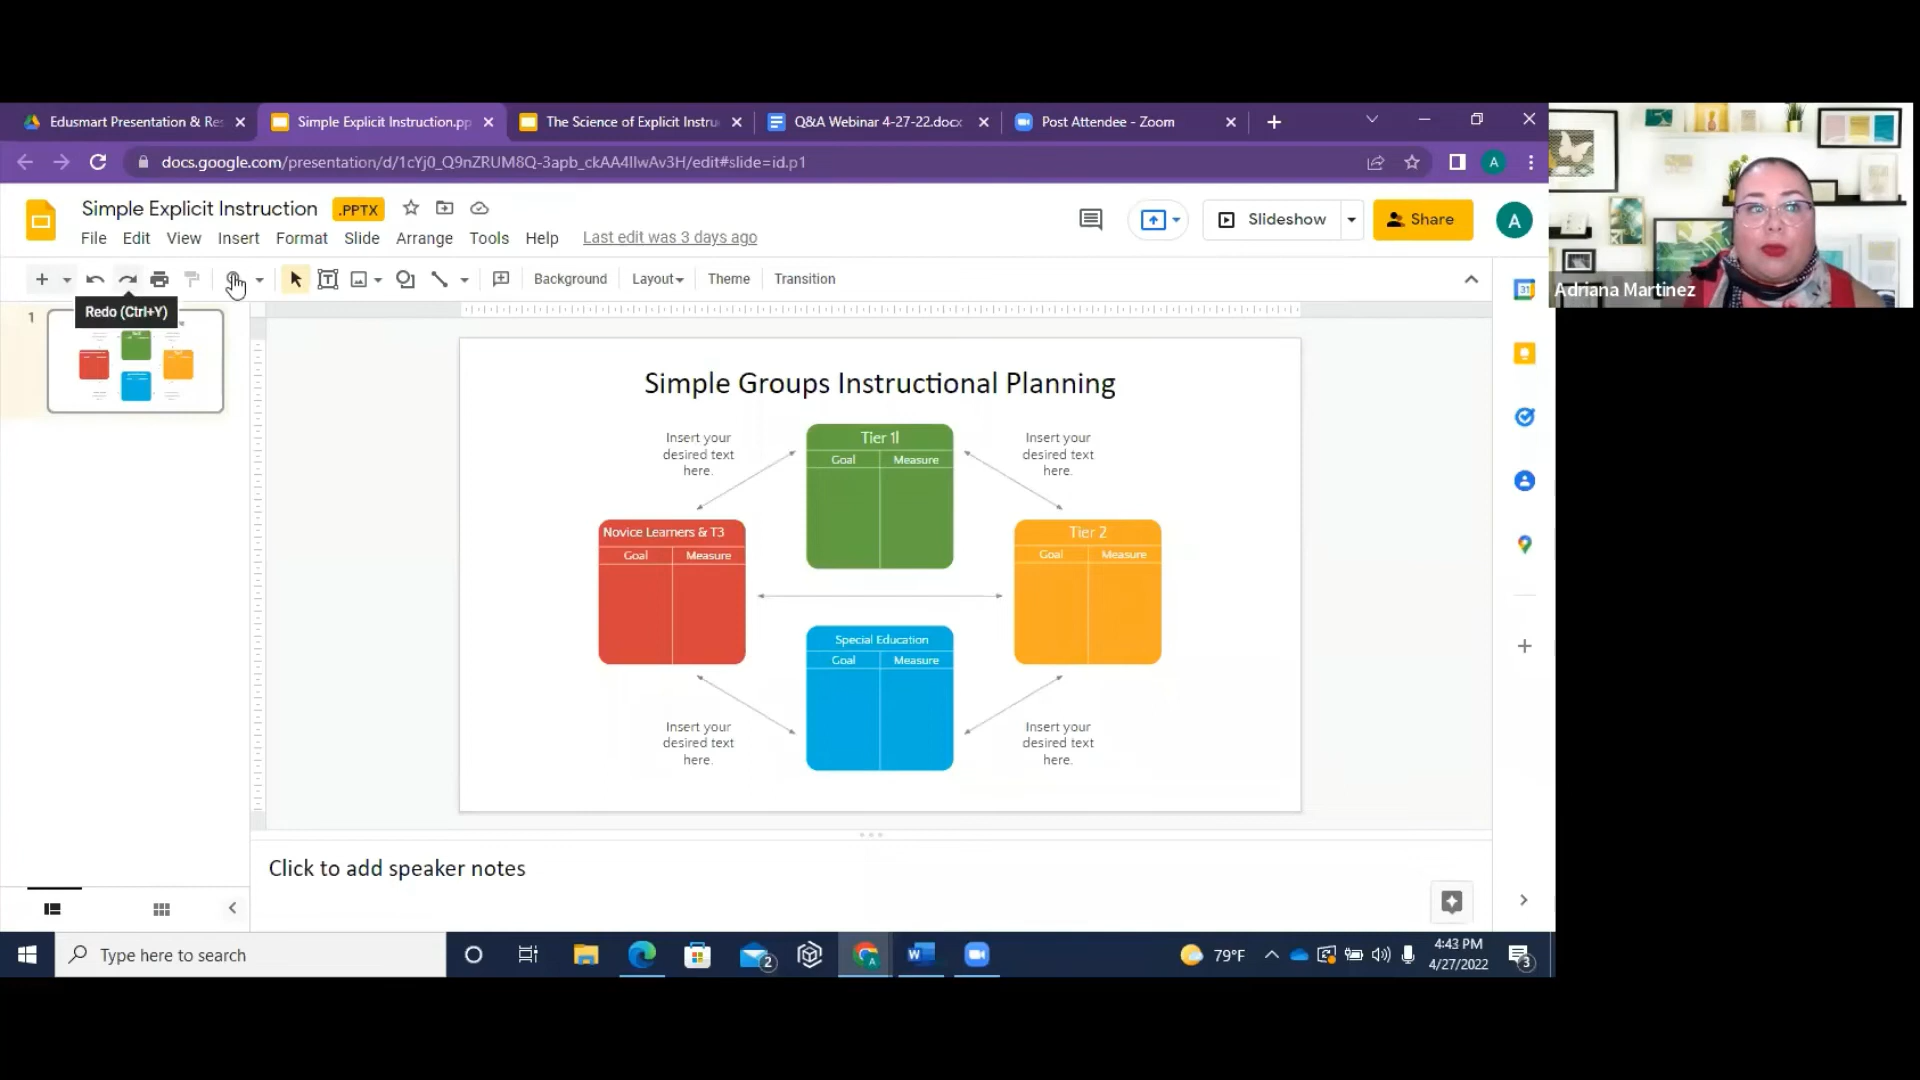 Edusmart Presentation & Re
Simple Explicit Instruction.pp
The Science of Explicit Instru
Q&A Webinar 4-27-22.docx
Post Attendee - Zoom
docs.google.com/presentation/d/1cYj0_Q9nZRUM8Q-3apb_ckAA4IlwAv3H/edit#slide=id.p1
A
Simple Explicit Instruction
.PPTX
Slideshow
Share
A
File Edit View Insert Format Slide Arrange Tools Help
Last edit was 3 days ago
Background Layout Theme Transition
Redo (Ctrl+Y)
31
Adriana Martinez
1
Simple Groups Instructional Planning
Insert your
desired text
here.
Tier 1l
Goal Measure
Insert your
desired text
here.
Novice Learners & T3
Goal Measure
Tier 2
Goal Measure
Special Education
Goal Measure
Insert your
desired text
here.
Insert your
desired text
here.
Click to add speaker notes
Type here to search
2
A
W
79°F
4:43 PM
4/27/2022
3